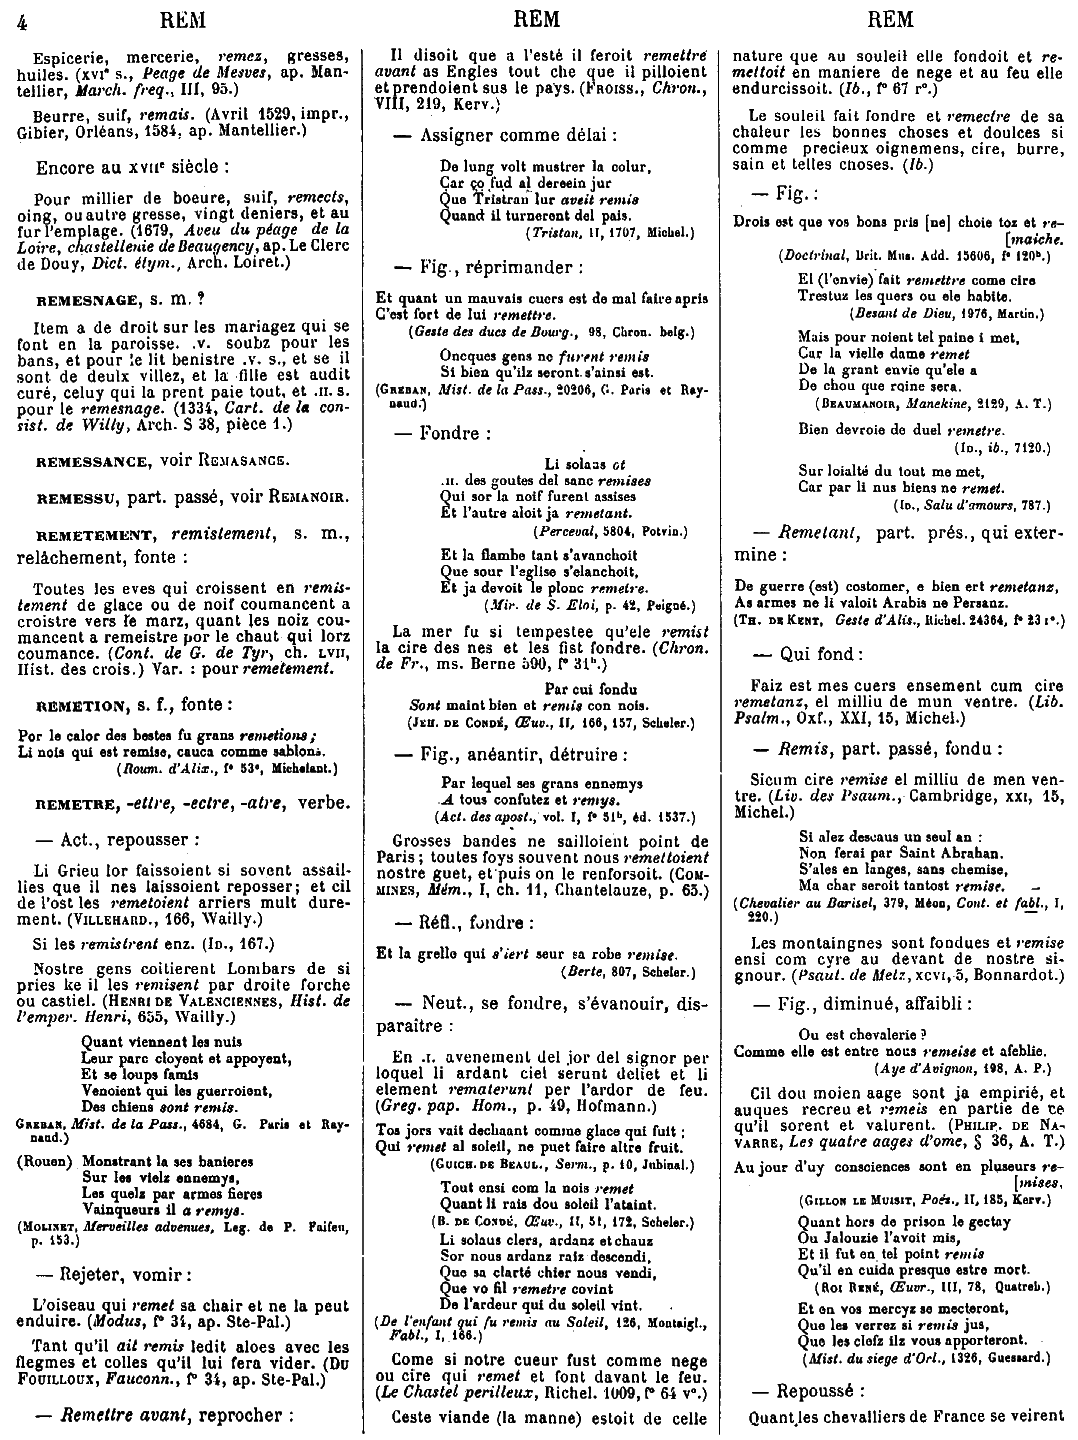 4 REM REM REM
Espicerie, mercerie, remez, gresses,
huiles. (XVIᵉ s., Peage de Mesves, ap. Man-
tellier, March. freq., III, 95.)
Beurre, suif, remais. (Avril 1529, impr.,
Gibier, Orléans, 1584, ap. Mantellier.)
Encore au XVIIᵉ siècle :
Pour millier de boeure, suif, remects,
oing, ou autre gresse, vingt deniers, et au
fur l'emplage. (1679, Aveu du péage de la
Loire, chastellenie de Beaugency, ap. Le Clerc
de Douy, Dict. étym., Arch. Loiret.)
REMESNAGE, s. m. ?
Item a de droit sur les mariagez qui se
font en la paroisse. .v. soubz pour les
bans, et pour le lit benistre .v. s., et se il
sont de deulx villez, et la fille est audit
curé, celuy qui la prent paie tout, et .II. s.
pour le remesnage. (1334, Cart. de la con-
sist. de Willy, Arch. S 38, pièce 1.)
REMESSANCE, voir REMASANCE.
REMESSU, part. passé, voir REMANOIR.
REMETEMENT, remistement, s. m.,
relâchement, fonte :
Toutes les eves qui croissent en remis-
tement de glace ou de noif coumancent a
croistre vers le marz, quant les noiz cou-
mancent a remeistre por le chaut qui lorz
coumance. (Cont. de G. de Tyr, ch. LVII,
Hist. des crois.) Var. : pour remetement.
REMETION, s. f., fonte :
Por le calor des bestes fu grans remetions ;
Li nois qui est remise, cauca comme sablons.
(Roum. d'Alix., fº 53ᵉ, Michelant.)
REMETRE, -ettre, -ectre, -atre, verbe.
— Act., repousser :
Li Grieu lor faissoient si sovent assail-
lies que il nes laissoient reposser; et cil
de l'ost les remetoient arriers mult dure-
ment. (VILLEHARD., 166, Wailly.)
Si les remistrent enz. (ID., 167.)
Nostre gens coitierent Lombars de si
pries ke il les remisent par droite forche
ou castiel. (HENRI DE VALENCIENNES, Hist. de
l'emper. Henri, 655, Wailly.)
Quant viennent les nuis
Leur parc cloyent et appoyent,
Et se loups famis
Venoient qui les guerroient,
Des chiens sont remis.
GREBAN, Mist. de la Pass., 4684, G. Paris et Ray-
naud.)
(Rouen) Monstrant la ses banieres
Sur les vielz ennemys,
Les quelz par armes fieres
Vainqueurs il a remys.
(MOLINET, Merveilles advenues, Leg. de P. Faifeu,
p. 153.)
— Rejeter, vomir :
L'oiseau qui remet sa chair et ne la peut
enduire. (Modus, fº 34, ap. Ste-Pal.)
Tant qu'il ait remis ledit aloes avec les
flegmes et colles qu'il lui fera vider. (DU
FOUILLOUX, Fauconn., fº 34, ap. Ste-Pal.)
— Remettre avant, reprocher :
Il disoit que a l'esté il feroit remettre
avant as Engles tout che que il pilloient
et prendoient sus le pays. (FROISS., Chron.,
VIII, 219, Kerv.)
— Assigner comme délai :
De lung volt mustrer la colur,
Car ço fud al derein jur
Que Tristran lur aveit remis
Quand il turnerent del pais.
(Tristan, II, 1707, Michel.)
— Fig., réprimander :
Et quant un mauvais cuers est de mal faire apris
C'est fort de lui remettre.
(Geste des ducs de Bourg., 98, Chron. belg.)
Oncques gens ne furent remis
Si bien qu'ilz seront s'ainsi est.
(GREBAN, Mist. de la Pass., 20206, G. Paris et Ray-
naud.)
— Fondre :
Li solaus ot
.II. des goutes del sanc remises
Qui sor la noif furent assises
Et l'autre aloit ja remetant.
(Perceval, 5804, Potvin.)
Et la flambe tant s'avanchoit
Que sour l'eglise s'elanchoit,
Et ja devoit le plonc remetre.
(Mir. de S. Eloi, p. 42, Peigné.)
La mer fu si tempestee qu'ele remist
la cire des nes et les fist fondre. (Chron.
de Fr., ms. Berne 590, fº 31ᵇ.)
Par cui fondu
Sont maint bien et remis con nois.
(JEH. DE CONDÉ, Œuv., II, 166, 157, Scheler.)
— Fig., anéantir, détruire :
Par lequel ses grans ennemys
A tous confutez et remys.
(Act. des apost., vol. I, fº 51ᵇ, éd. 1537.)
Grosses bandes ne sailloient point de
Paris ; toutes foys souvent nous remettoient
nostre guet, et puis on le renforsoit. (COM-
MINES, Mém., I, ch. 11, Chantelauze, p. 63.)
— Réfl., fondre :
Et la grelle qui s'iert seur sa robe remise.
(Berte, 807, Scheler.)
— Neut., se fondre, s'évanouir, dis-
paraître :
En .I. avenement del jor del signor per
loquel li ardant ciel serunt deliet et li
element rematerunt per l'ardor de feu.
(Greg. pap. Hom., p. 49, Hofmann.)
Tos jors vait dechaant comme glace qui fuit ;
Qui remet al soleil, ne puet faire altre fruit.
(GUICH. DE BEAUL., Serm., p. 10, Jubinal.)
Tout ensi com la nois remet
Quant li rais dou soleil l'ataint.
(B. DE CONDÉ, Œuv., II, 51, 172, Scheler.)
Li solaus clers, ardanz et chauz
Sor nous ardanz raiz descendi,
Que sa clarté chier nous vendi,
Que vo fil remetre covint
De l'ardeur qui du soleil vint.
(De l'enfant qui fu remis au Soleil, 126, Montaigl.,
Fabl., I, 166.)
Come si notre cueur fust comme nege
ou cire qui remet et font davant le feu.
(Le Chastel perilleux, Richel. 1009, fº 64 vº.)
Ceste viande (la manne) estoit de celle
nature que au souleil elle fondoit et re-
mettoit en maniere de nege et au feu elle
endurcissoit. (Ib., fº 67 rº.)
Le souleil fait fondre et remectre de sa
chaleur les bonnes choses et doulces si
comme precieux oignemens, cire, burre,
sain et telles choses. (Ib.)
— Fig. :
Drois est que vos bons pris [ne] choie toz et re-
[maiche.
(Doctrinal, Brit. Mus. Add. 15606, fº 120ᵇ.)
El (l'envie) fait remettre come cire
Trestuz les quers ou ele habite.
(Besant de Dieu, 1976, Martin.)
Mais pour noient tel paine i met,
Car la vielle dame remet
De la grant envie qu'ele a
De chou que roine sera.
(BEAUMANOIR, Manekine, 2129, A. T.)
Bien devroie de duel remetre.
(ID., ib., 7120.)
Sur loialté du tout me met,
Car par li nus biens ne remet.
(ID., Salu d'amours, 787.)
— Remetant, part. prés., qui exter-
mine :
De guerre (est) costomer, e bien ert remetanz,
As armes ne li valoit Arabis ne Persanz.
(TH. DE KENT, Geste d'Alis., Richel. 24364, fº 23 rº.)
— Qui fond :
Faiz est mes cuers ensement cum cire
remetanz, el milliu de mun ventre. (Lib.
Psalm., Oxf., XXI, 15, Michel.)
— Remis, part. passé, fondu :
Sicum cire remise el milliu de men ven-
tre. (Liv. des Psaum., Cambridge, XXI, 15,
Michel.)
Si alez descaus un seul an :
Non ferai par Saint Abrahan.
S'ales en langes, sans chemise,
Ma char seroit tantost remise.
(Chevalier au Barisel, 379, Méon, Cont. et fabl., I,
220.)
Les montaingnes sont fondues et remise
ensi com cyre au devant de nostre si-
gnour. (Psaut. de Metz, XCVI, 5, Bonnardot.)
— Fig., diminué, affaibli :
Ou est chevalerie ?
Comme elle est entre nous remeise et afeblie.
(Aye d'Avignon, 198, A. P.)
Cil dou moien aage sont ja empirié, et
auques recreu et remeis en partie de ce
qu'il sorent et valurent. (PHILIP. DE NA-
VARRE, Les quatre aages d'ome, § 36, A. T.)
Au jour d'uy consciences sont en pluseurs re-
[mises.
(GILLON LE MUISIT, Poés., II, 185, Kerv.)
Quant hors de prison le gectay
Ou Jalouzie l'avoit mis,
Et il fut en tel point remis
Qu'il en cuida presque estre mort.
(ROI RENÉ, Œuvr., III, 78, Quatreb.)
Et en vos mercyz se mecteront,
Que les verrez si remis jus,
Que les clefz ilz vous apporteront.
(Mist. du siege d'Orl., 1326, Guessard.)
— Repoussé :
Quant les chevalliers de France se veirent